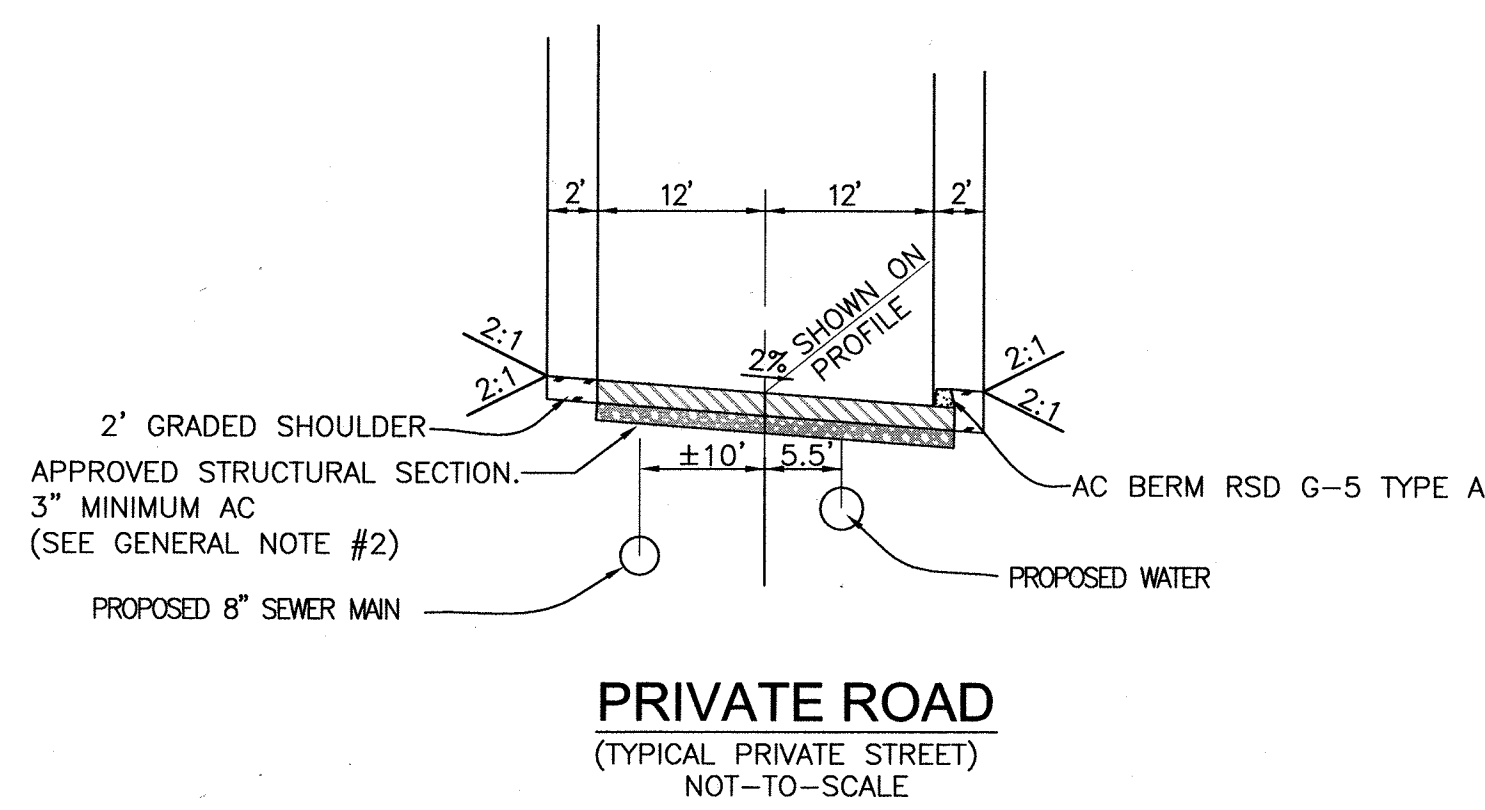 2'
12'
12'
2'
2:1
2:1
2%
SHOWN ON
PROFILE
2:1
2:1
2' GRADED SHOULDER
APPROVED STRUCTURAL SECTION.
3" MINIMUM AC
(SEE GENERAL NOTE #2)
±10'
5.5'
AC BERM RSD G-5 TYPE A
PROPOSED WATER
PROPOSED 8" SEWER MAIN
PRIVATE ROAD
(TYPICAL PRIVATE STREET)
NOT-TO-SCALE